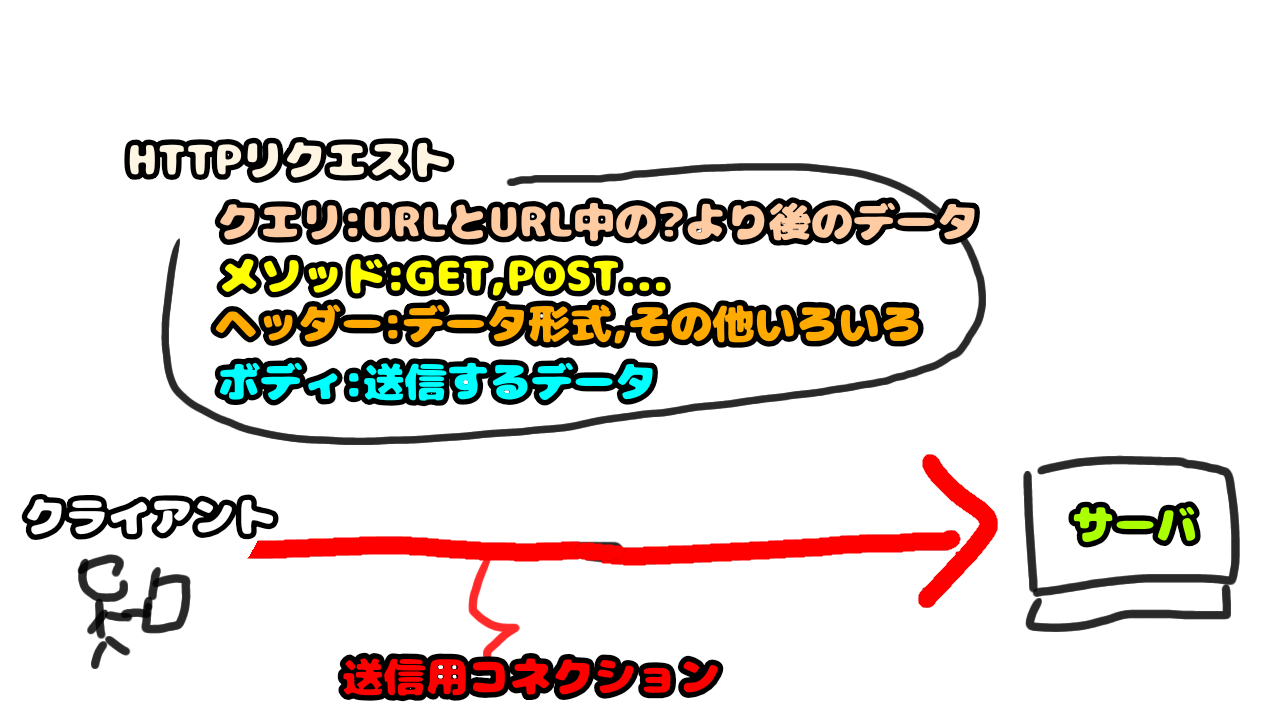 HTTPリクエスト
クエリ:URLとURL中の?より後のデータ
メソッド:GET,POST...
ヘッダー:データ形式,その他いろいろ
ボディ:送信するデータ
クライアント
サーバ
送信用コネクション